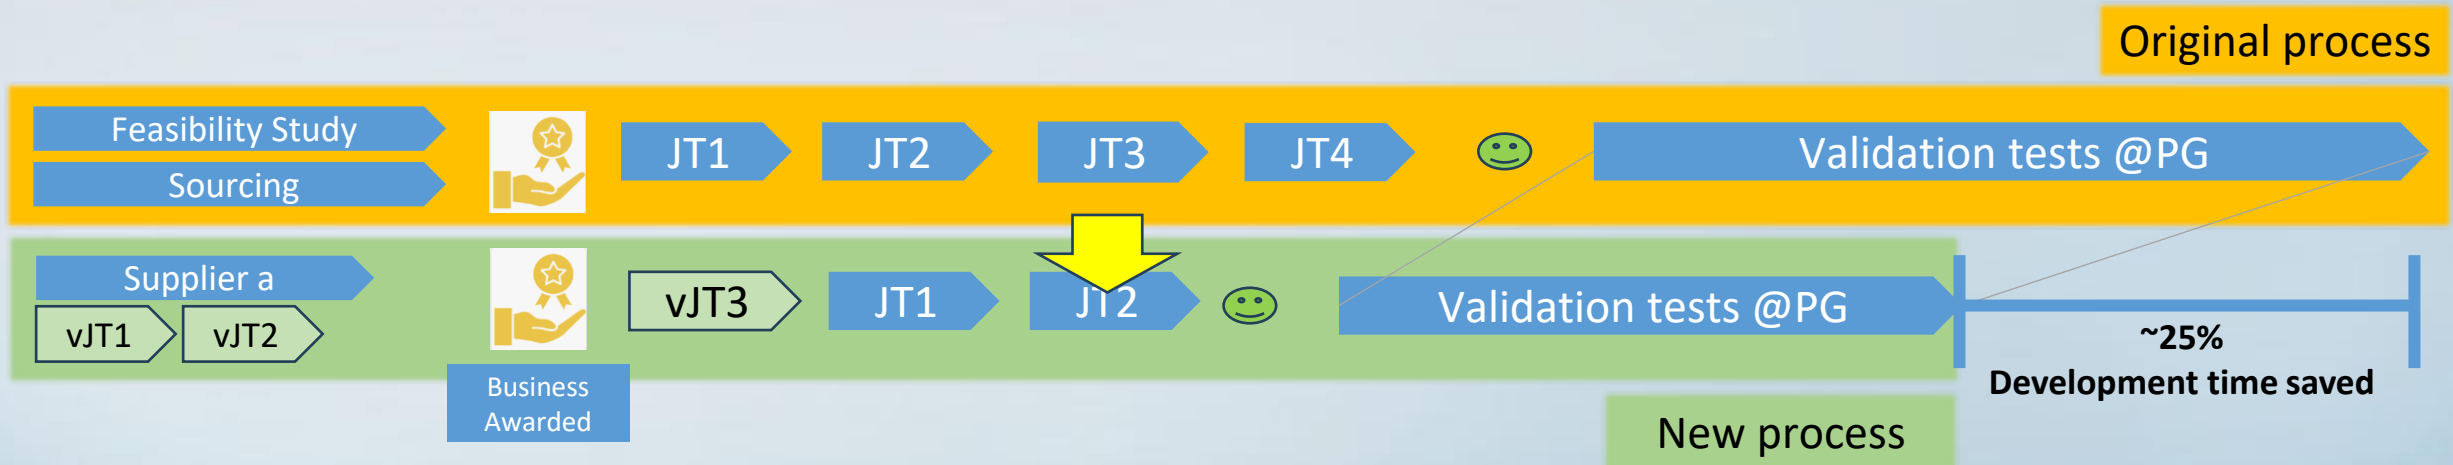 Original process
Feasibility Study
Sourcing
JT1
JT2
JT3
JT4
Validation tests @PG
Supplier a
vJT1
vJT2
Business
Awarded
vJT3
JT1
JT2
Validation tests @PG
~25%
Development time saved
New process